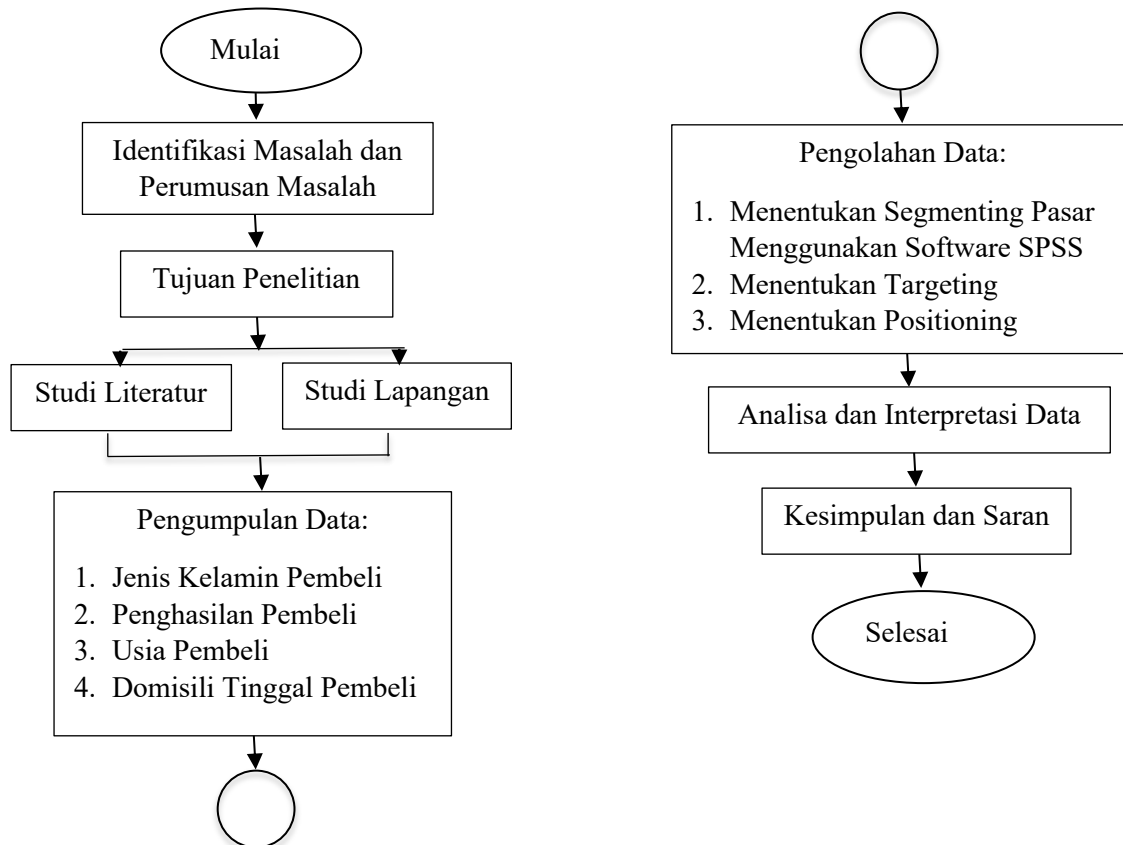 Mulai
Identifikasi Masalah dan
Perumusan Masalah
Tujuan Penelitian
Studi Literatur
Studi Lapangan
Pengumpulan Data:
1. Jenis Kelamin Pembeli
2. Penghasilan Pembeli
3. Usia Pembeli
4. Domisili Tinggal Pembeli
Pengolahan Data:
1. Menentukan Segmenting Pasar
Menggunakan Software SPSS
2. Menentukan Targeting
3. Menentukan Positioning
Analisa dan Interpretasi Data
Kesimpulan dan Saran
Selesai